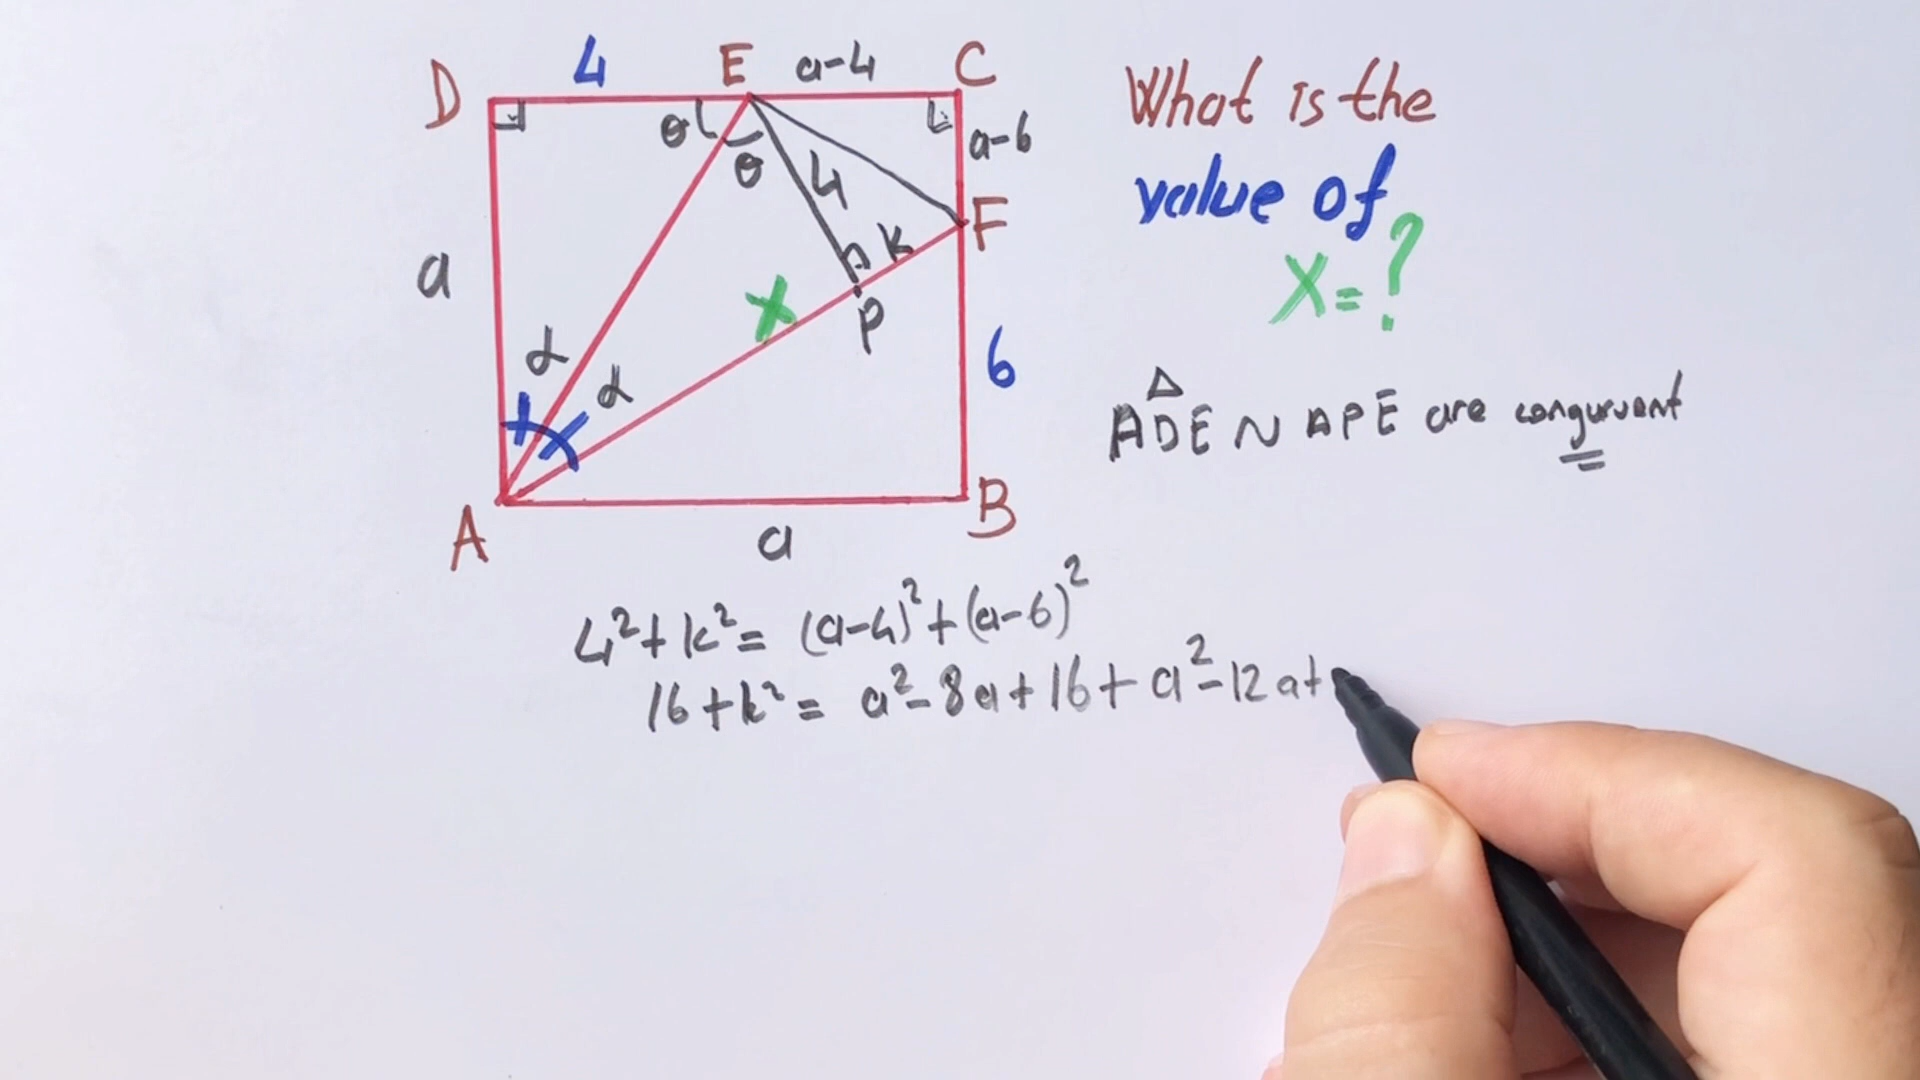 D 4 E a-4 C
What is the
θ θ a-6
4
value of
a K F
X P
X=?
α α 6
ADE N APE are conguruant
A a B
4²+k²= (a-4)²+(a-6)²
16+k²= a²-8a+16+a²-12a+